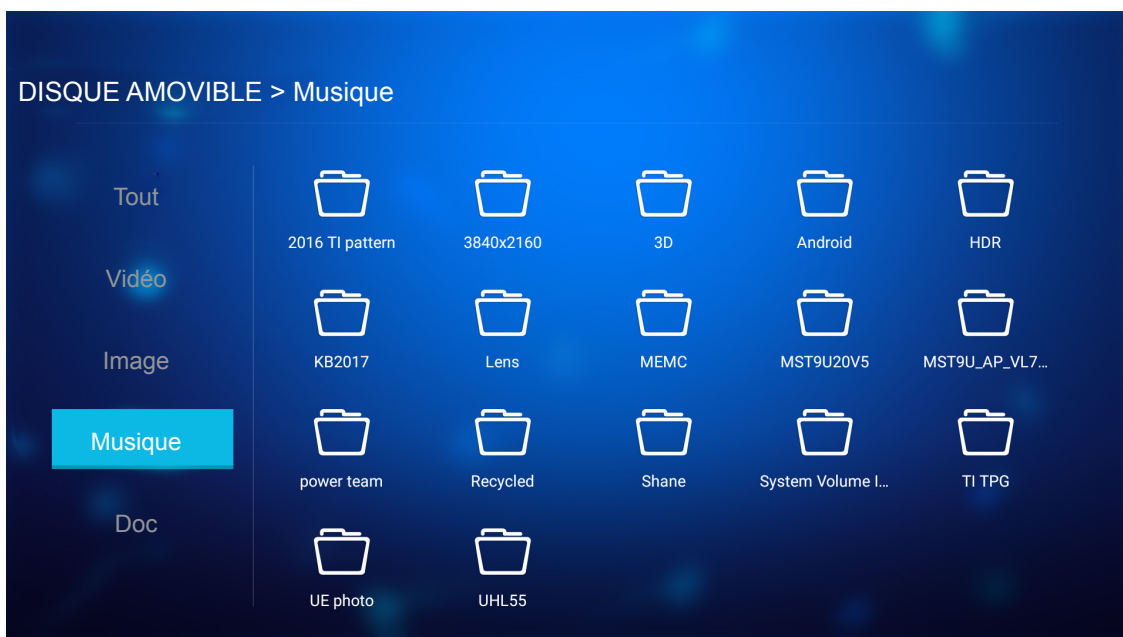 DISQUE AMOVIBLE > Musique
Tout
Vidéo
Image
Musique
Doc
2016 TI pattern
3840x2160
3D
Android
HDR
KB2017
Lens
MEMC
MST9U20V5
MST9U_AP_VL7...
power team
Recycled
Shane
System Volume I...
TI TPG
UE photo
UHL55